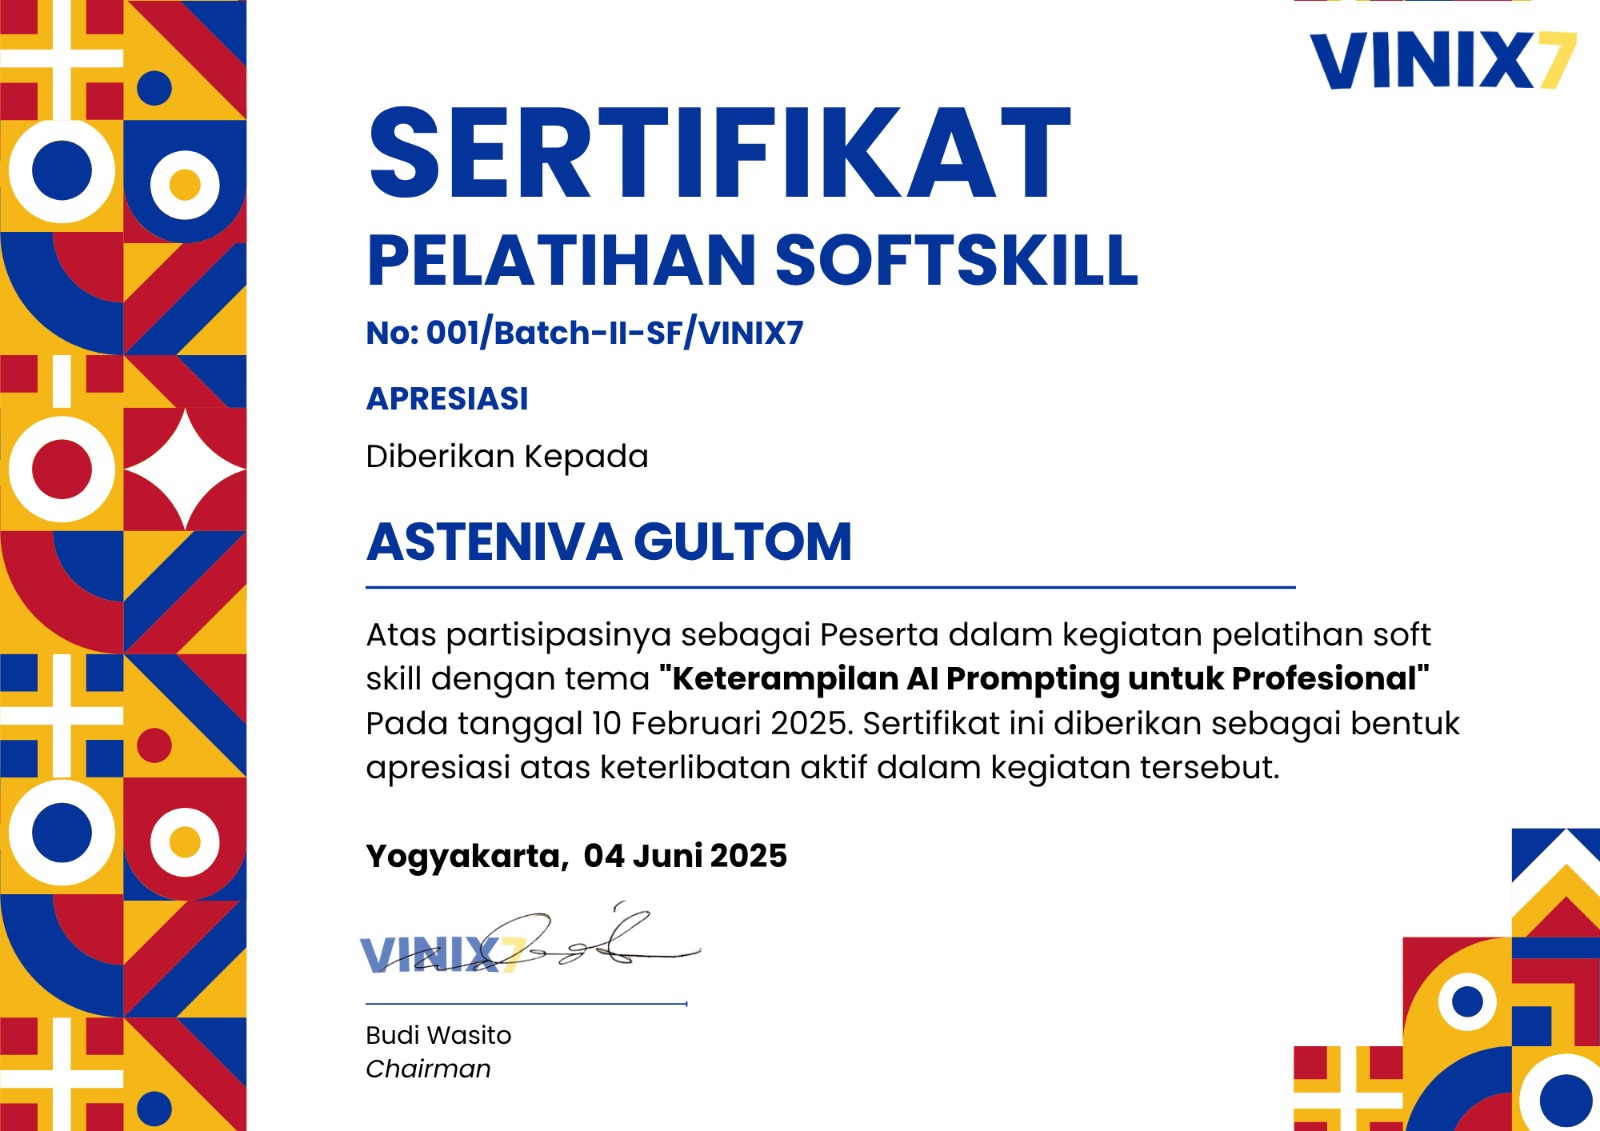 VINIX7
SERTIFIKAT
PELATIHAN SOFTSKILL
No: 001/Batch-II-SF/VINIX7
APRESIASI
Diberikan Kepada
ASTENIVA GULTOM
Atas partisipasinya sebagai Peserta dalam kegiatan pelatihan soft
skill dengan tema "Keterampilan AI Prompting untuk Profesional"
Pada tanggal 10 Februari 2025. Sertifikat ini diberikan sebagai bentuk
apresiasi atas keterlibatan aktif dalam kegiatan tersebut.
Yogyakarta, 04 Juni 2025
VINIX7
Budi Wasito
Chairman